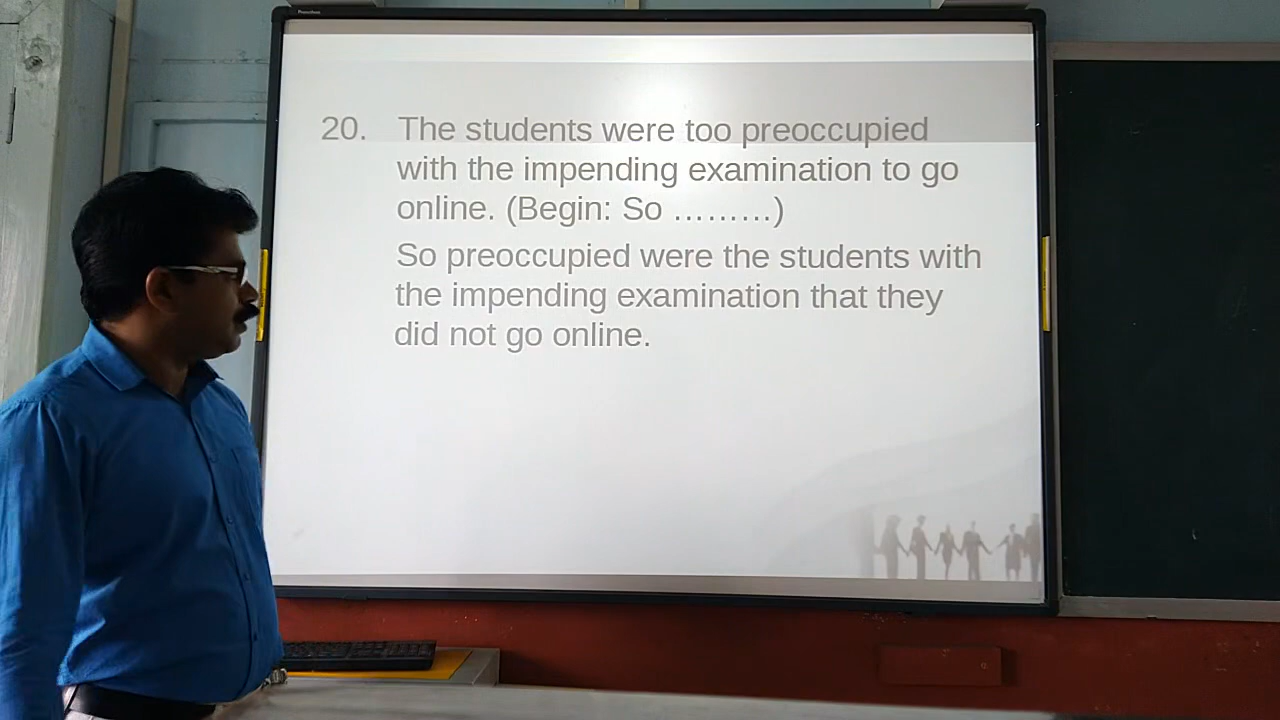 20. The students were too preoccupied
with the impending examination to go
online. (Begin: So ………)
So preoccupied were the students with
the impending examination that they
did not go online.